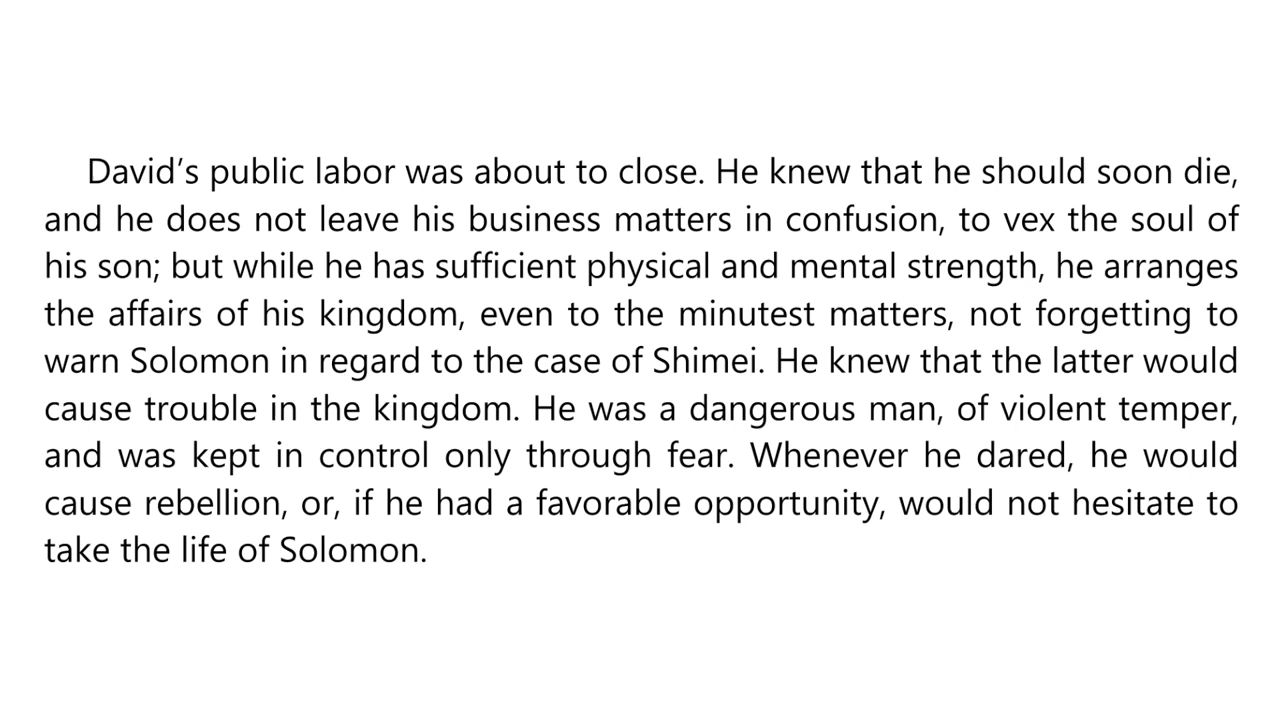 David’s public labor was about to close. He knew that he should soon die,
and he does not leave his business matters in confusion, to vex the soul of
his son; but while he has sufficient physical and mental strength, he arranges
the affairs of his kingdom, even to the minutest matters, not forgetting to
warn Solomon in regard to the case of Shimei. He knew that the latter would
cause trouble in the kingdom. He was a dangerous man, of violent temper,
and was kept in control only through fear. Whenever he dared, he would
cause rebellion, or, if he had a favorable opportunity, would not hesitate to
take the life of Solomon.